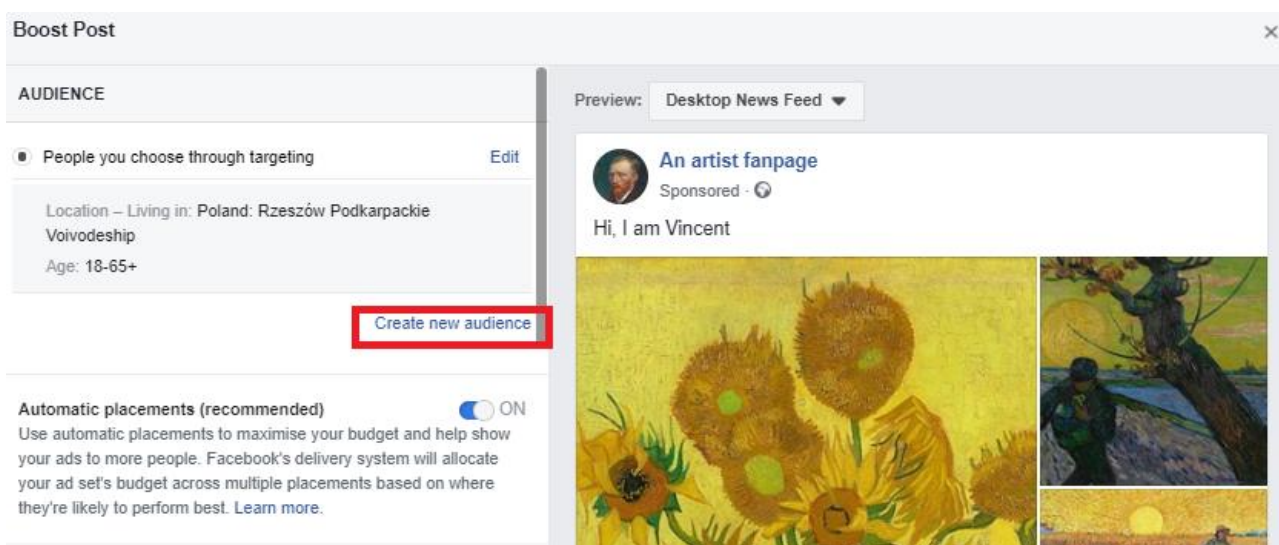 Boost Post
AUDIENCE
People you choose through targeting
Edit
Location – Living in: Poland: Rzeszów Podkarpackie
Voivodeship
Age: 18-65+
Create new audience
Automatic placements (recommended)
ON
Use automatic placements to maximise your budget and help show
your ads to more people. Facebook's delivery system will allocate
your ad set's budget across multiple placements based on where
they're likely to perform best. Learn more.
Preview:
Desktop News Feed
An artist fanpage
Sponsored ·
Hi, I am Vincent